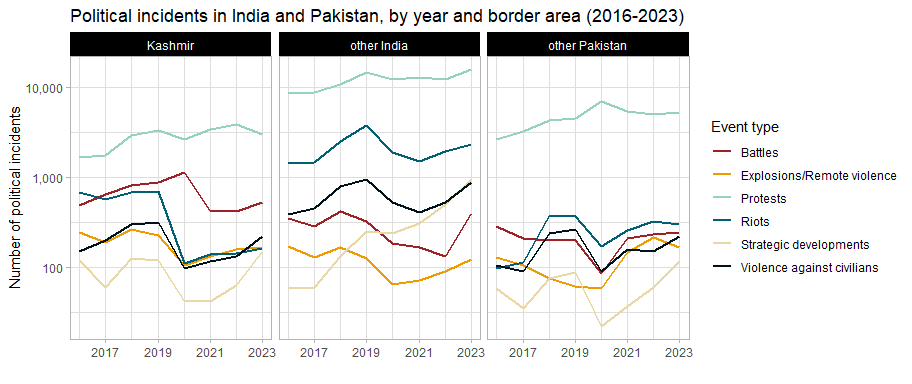 Political incidents in India and Pakistan, by year and border area (2016-2023)
Kashmir
other India
other Pakistan
Number of political incidents
10,000
1,000
100
2017
2019
2021
2023
2017
2019
2021
2023
2017
2019
2021
2023
Event type
Battles
Explosions/Remote violence
Protests
Riots
Strategic developments
Violence against civilians